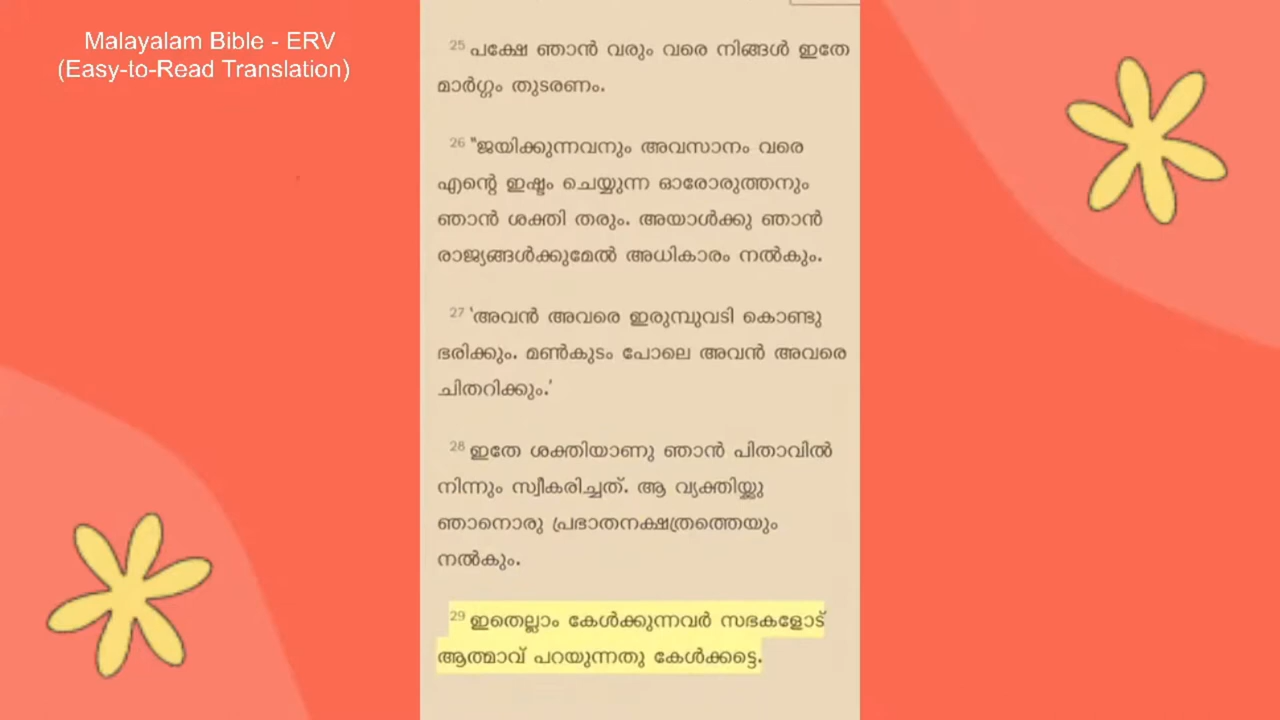 Malayalam Bible - ERV
(Easy-to-Read Translation)
25 പക്ഷേ ഞാൻ വരും വരെ നിങ്ങൾ ഇതേ
മാർഗ്ഗം തുടരണം.
26 "ജയിക്കുന്നവനും അവസാനം വരെ
എന്റെ ഇഷ്ടം ചെയ്യുന്ന ഓരോരുത്തനും
ഞാൻ ശക്തി തരും. അയാൾക്കു ഞാൻ
രാജ്യങ്ങൾക്കുമേൽ അധികാരം നൽകും.
27 'അവൻ അവരെ ഇരുമ്പുവടി കൊണ്ടു
ഭരിക്കും. മൺകുടം പോലെ അവൻ അവരെ
ചിതറിക്കും.'
28 ഇതേ ശക്തിയാണു ഞാൻ പിതാവിൽ
നിന്നും സ്വീകരിച്ചത്. ആ വ്യക്തിയ്ക്കു
ഞാനൊരു പ്രഭാതനക്ഷത്രത്തെയും
നൽകും.
29 ഇതെല്ലാം കേൾക്കുന്നവർ സഭകളോട്
ആത്മാവ് പറയുന്നതു കേൾക്കട്ടെ.